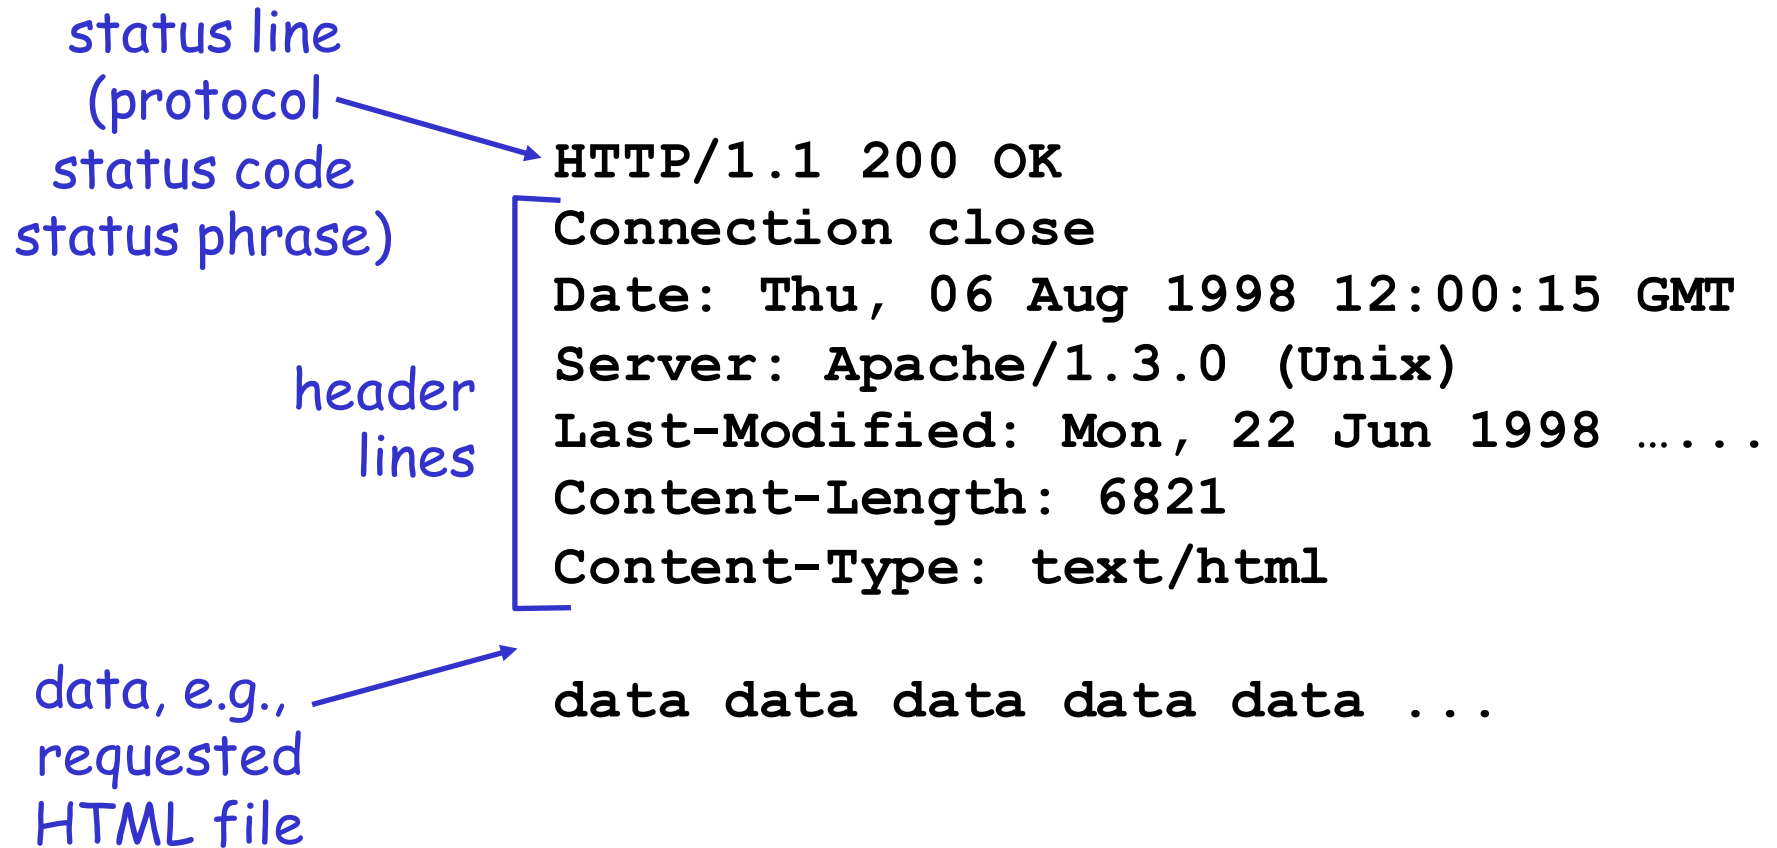 status line
(protocol
status code
status phrase)
HTTP/1.1 200 OK
Connection close
Date: Thu, 06 Aug 1998 12:00:15 GMT
Server: Apache/1.3.0 (Unix)
Last-Modified: Mon, 22 Jun 1998 …...
Content-Length: 6821
Content-Type: text/html
header
lines
data, e.g.,
requested
HTML file
data data data data data ...